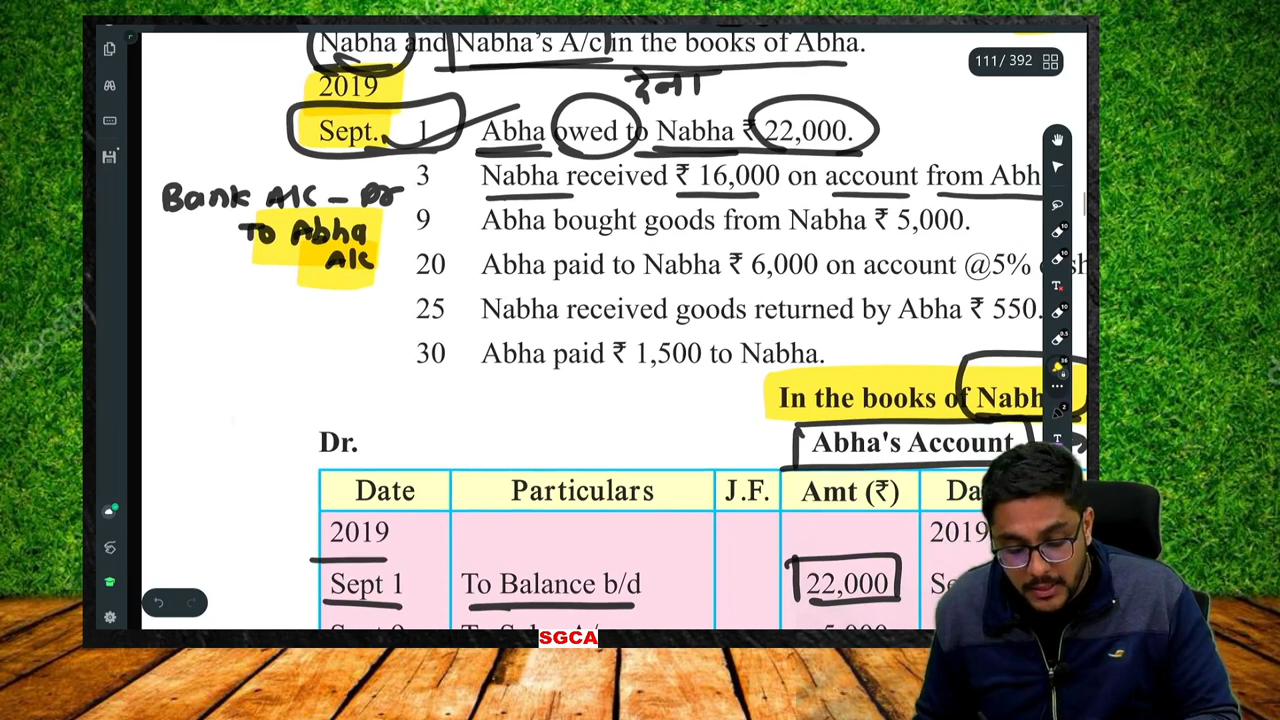 Nabha and Nabha's A/c in the books of Abha.
111/ 392
2019
देना
Sept. 1 Abha owed to Nabha ₹ 22,000.
3 Nabha received ₹ 16,000 on account from Abh
Bank A/C - Dr
To Abha
A/C
9 Abha bought goods from Nabha ₹ 5,000.
20 Abha paid to Nabha ₹ 6,000 on account @5%
25 Nabha received goods returned by Abha ₹ 550.
30 Abha paid ₹ 1,500 to Nabha.
In the books of Nabh
Dr. Abha's Account
Date Particulars J.F. Amt (₹) Da
2019 2019
Sept 1 To Balance b/d 22,000 Se
SGCA